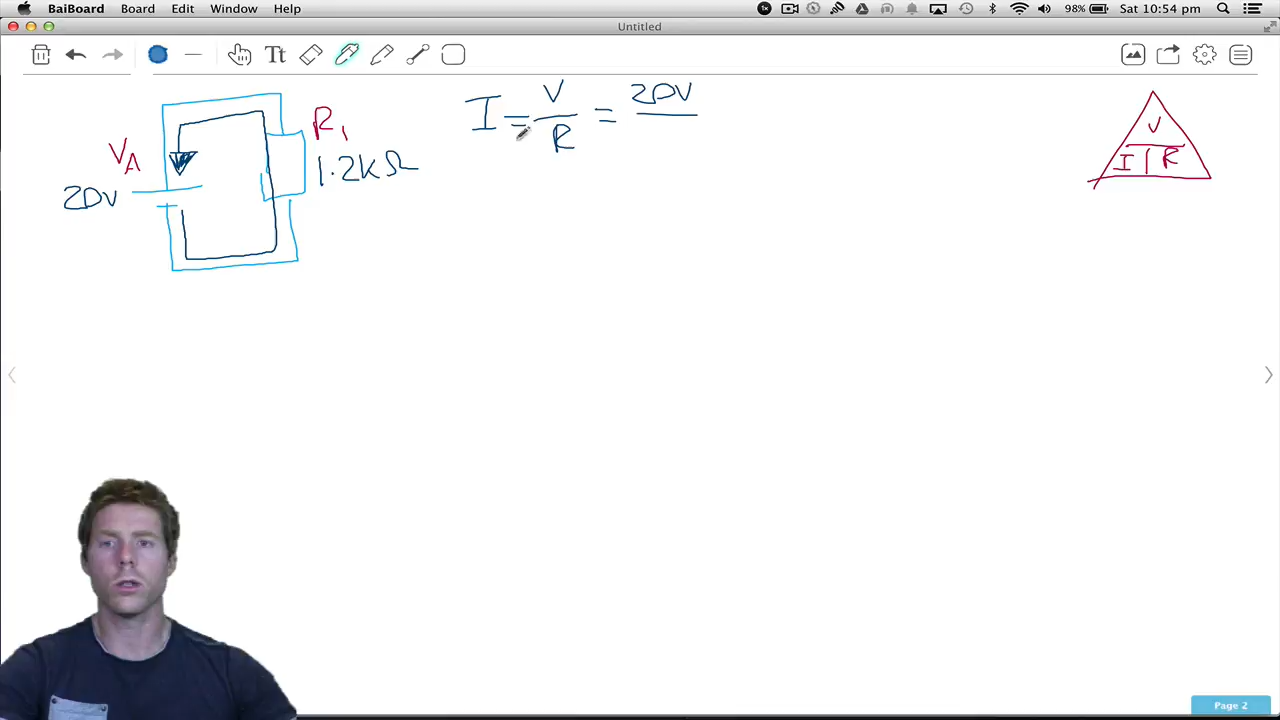 BaiBoard Board Edit Window Help 98% Sat 10:54 pm
Untitled
Tt
I = V/R = 20V
VA
20V
R1
1.2kΩ
V
I | R
Page 2